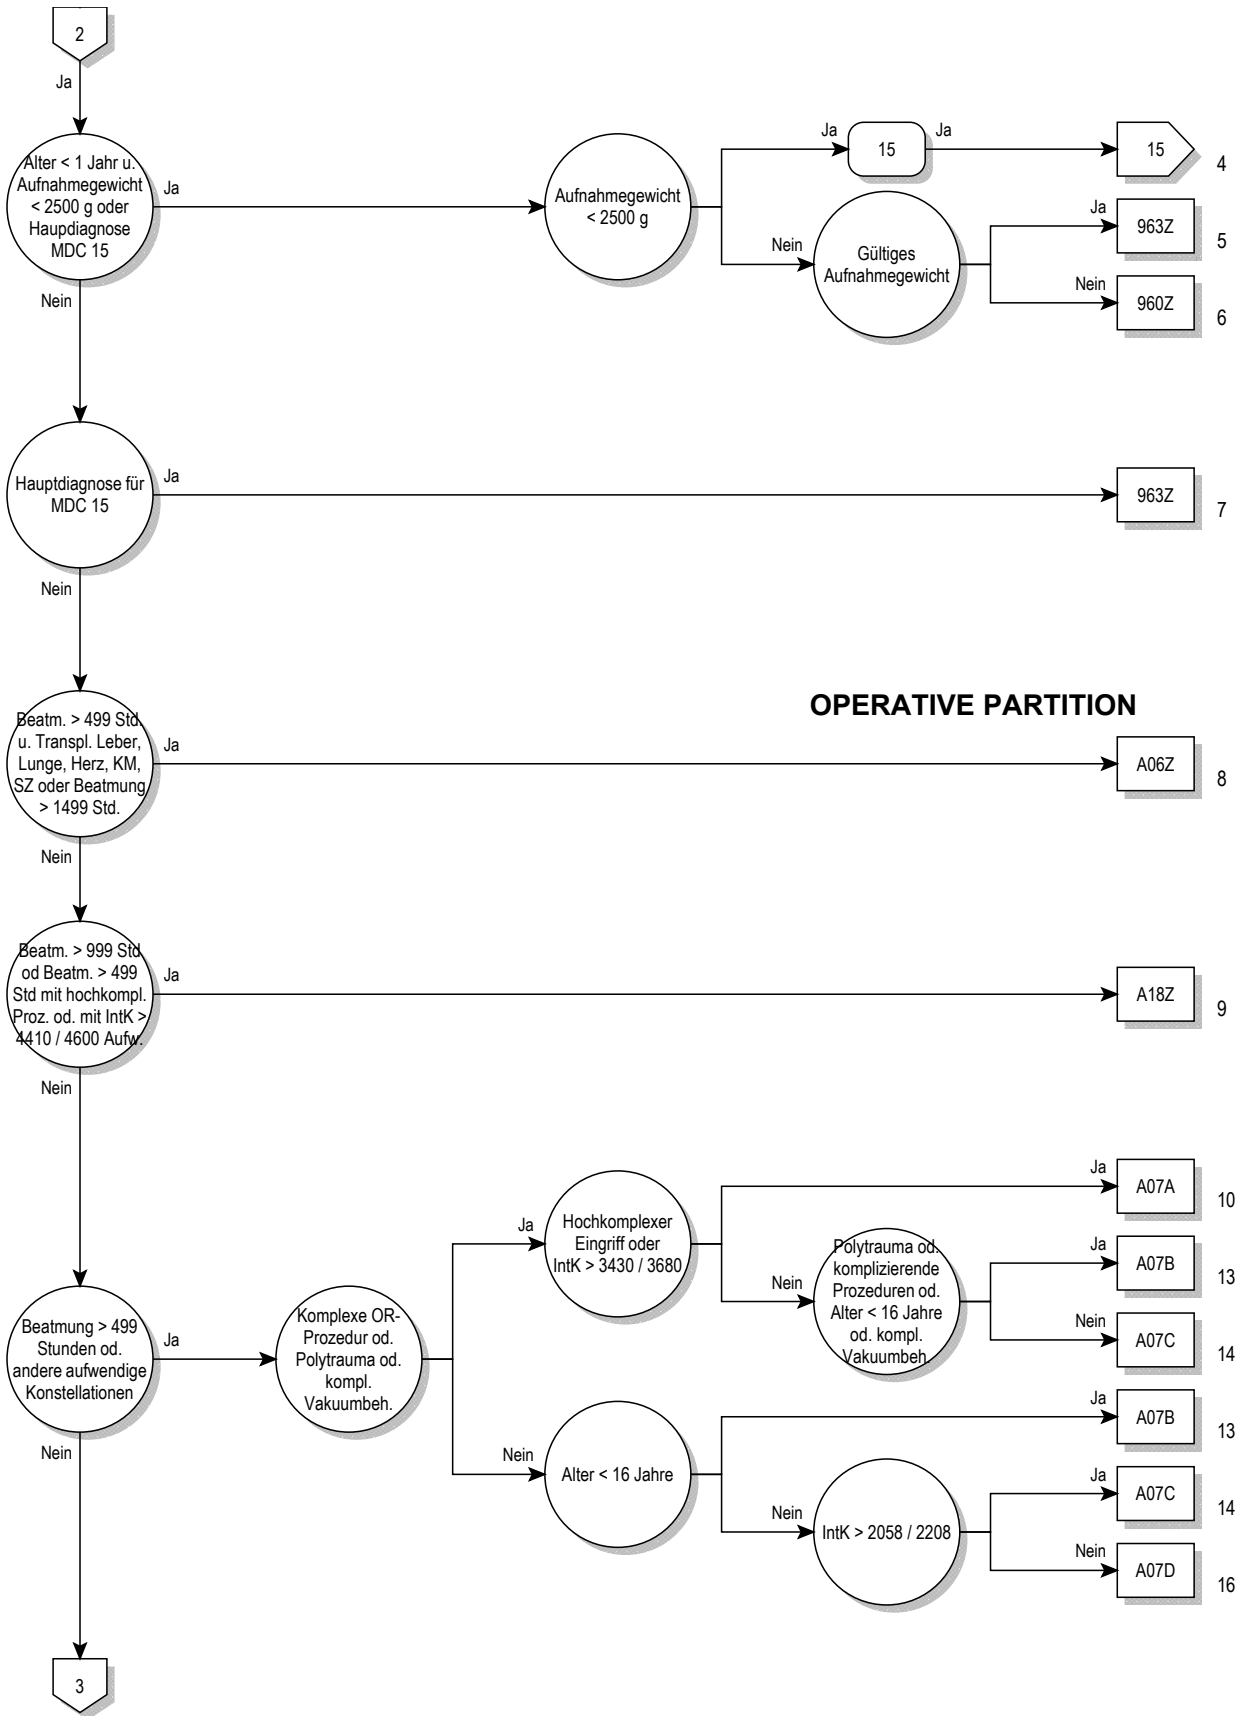 2
Ja
Alter < 1 Jahr u.
Aufnahmegewicht
< 2500 g oder
Haupdiagnose
MDC 15
Ja
Aufnahmegewicht
< 2500 g
Ja
15
Ja
15
4
Nein
Gültiges
Aufnahmegewicht
Ja
963Z
5
Nein
960Z
6
Nein
Hauptdiagnose für
MDC 15
Ja
963Z
7
Nein
OPERATIVE PARTITION
Beatm. > 499 Std.
u. Transpl. Leber,
Lunge, Herz, KM,
SZ oder Beatmung
> 1499 Std.
Ja
A06Z
8
Nein
Beatm. > 999 Std
od Beatm. > 499
Std mit hochkompl.
Proz. od. mit IntK >
4410 / 4600 Aufw.
Ja
A18Z
9
Nein
Beatmung > 499
Stunden od.
andere aufwendige
Konstellationen
Ja
Komplexe OR-
Prozedur od.
Polytrauma od.
kompl.
Vakuumbeh.
Ja
Hochkomplexer
Eingriff oder
IntK > 3430 / 3680
Ja
A07A
10
Nein
Polytrauma od.
komplizierende
Prozeduren od.
Alter < 16 Jahre
od. kompl.
Vakuumbeh.
Ja
A07B
13
Nein
A07C
14
Nein
Alter < 16 Jahre
Ja
A07B
13
Nein
IntK > 2058 / 2208
Ja
A07C
14
Nein
A07D
16
Nein
3